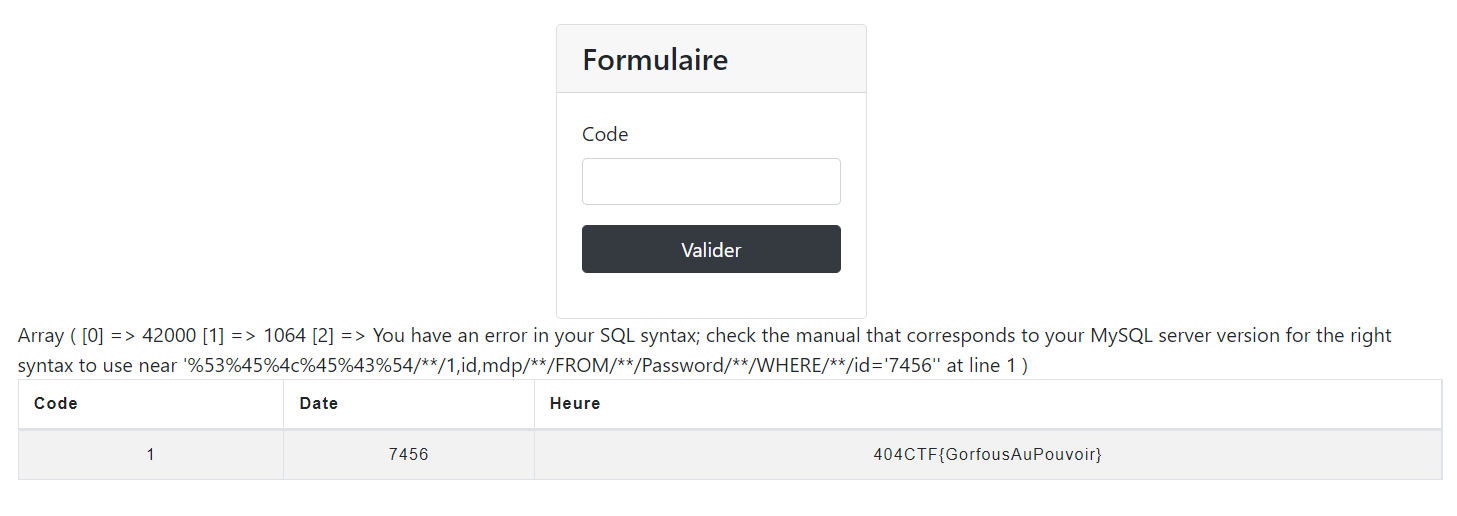 Formulaire
Code
Valider
Array ( [0] => 42000 [1] => 1064 [2] => You have an error in your SQL syntax; check the manual that corresponds to your MySQL server version for the right
syntax to use near '%53%45%4c%45%43%54/**/1,id,mdp/**/FROM/**/Password/**/WHERE/**/id='7456'' at line 1 )
Code Date Heure
1 7456 404CTF{GorfousAuPouvoir}